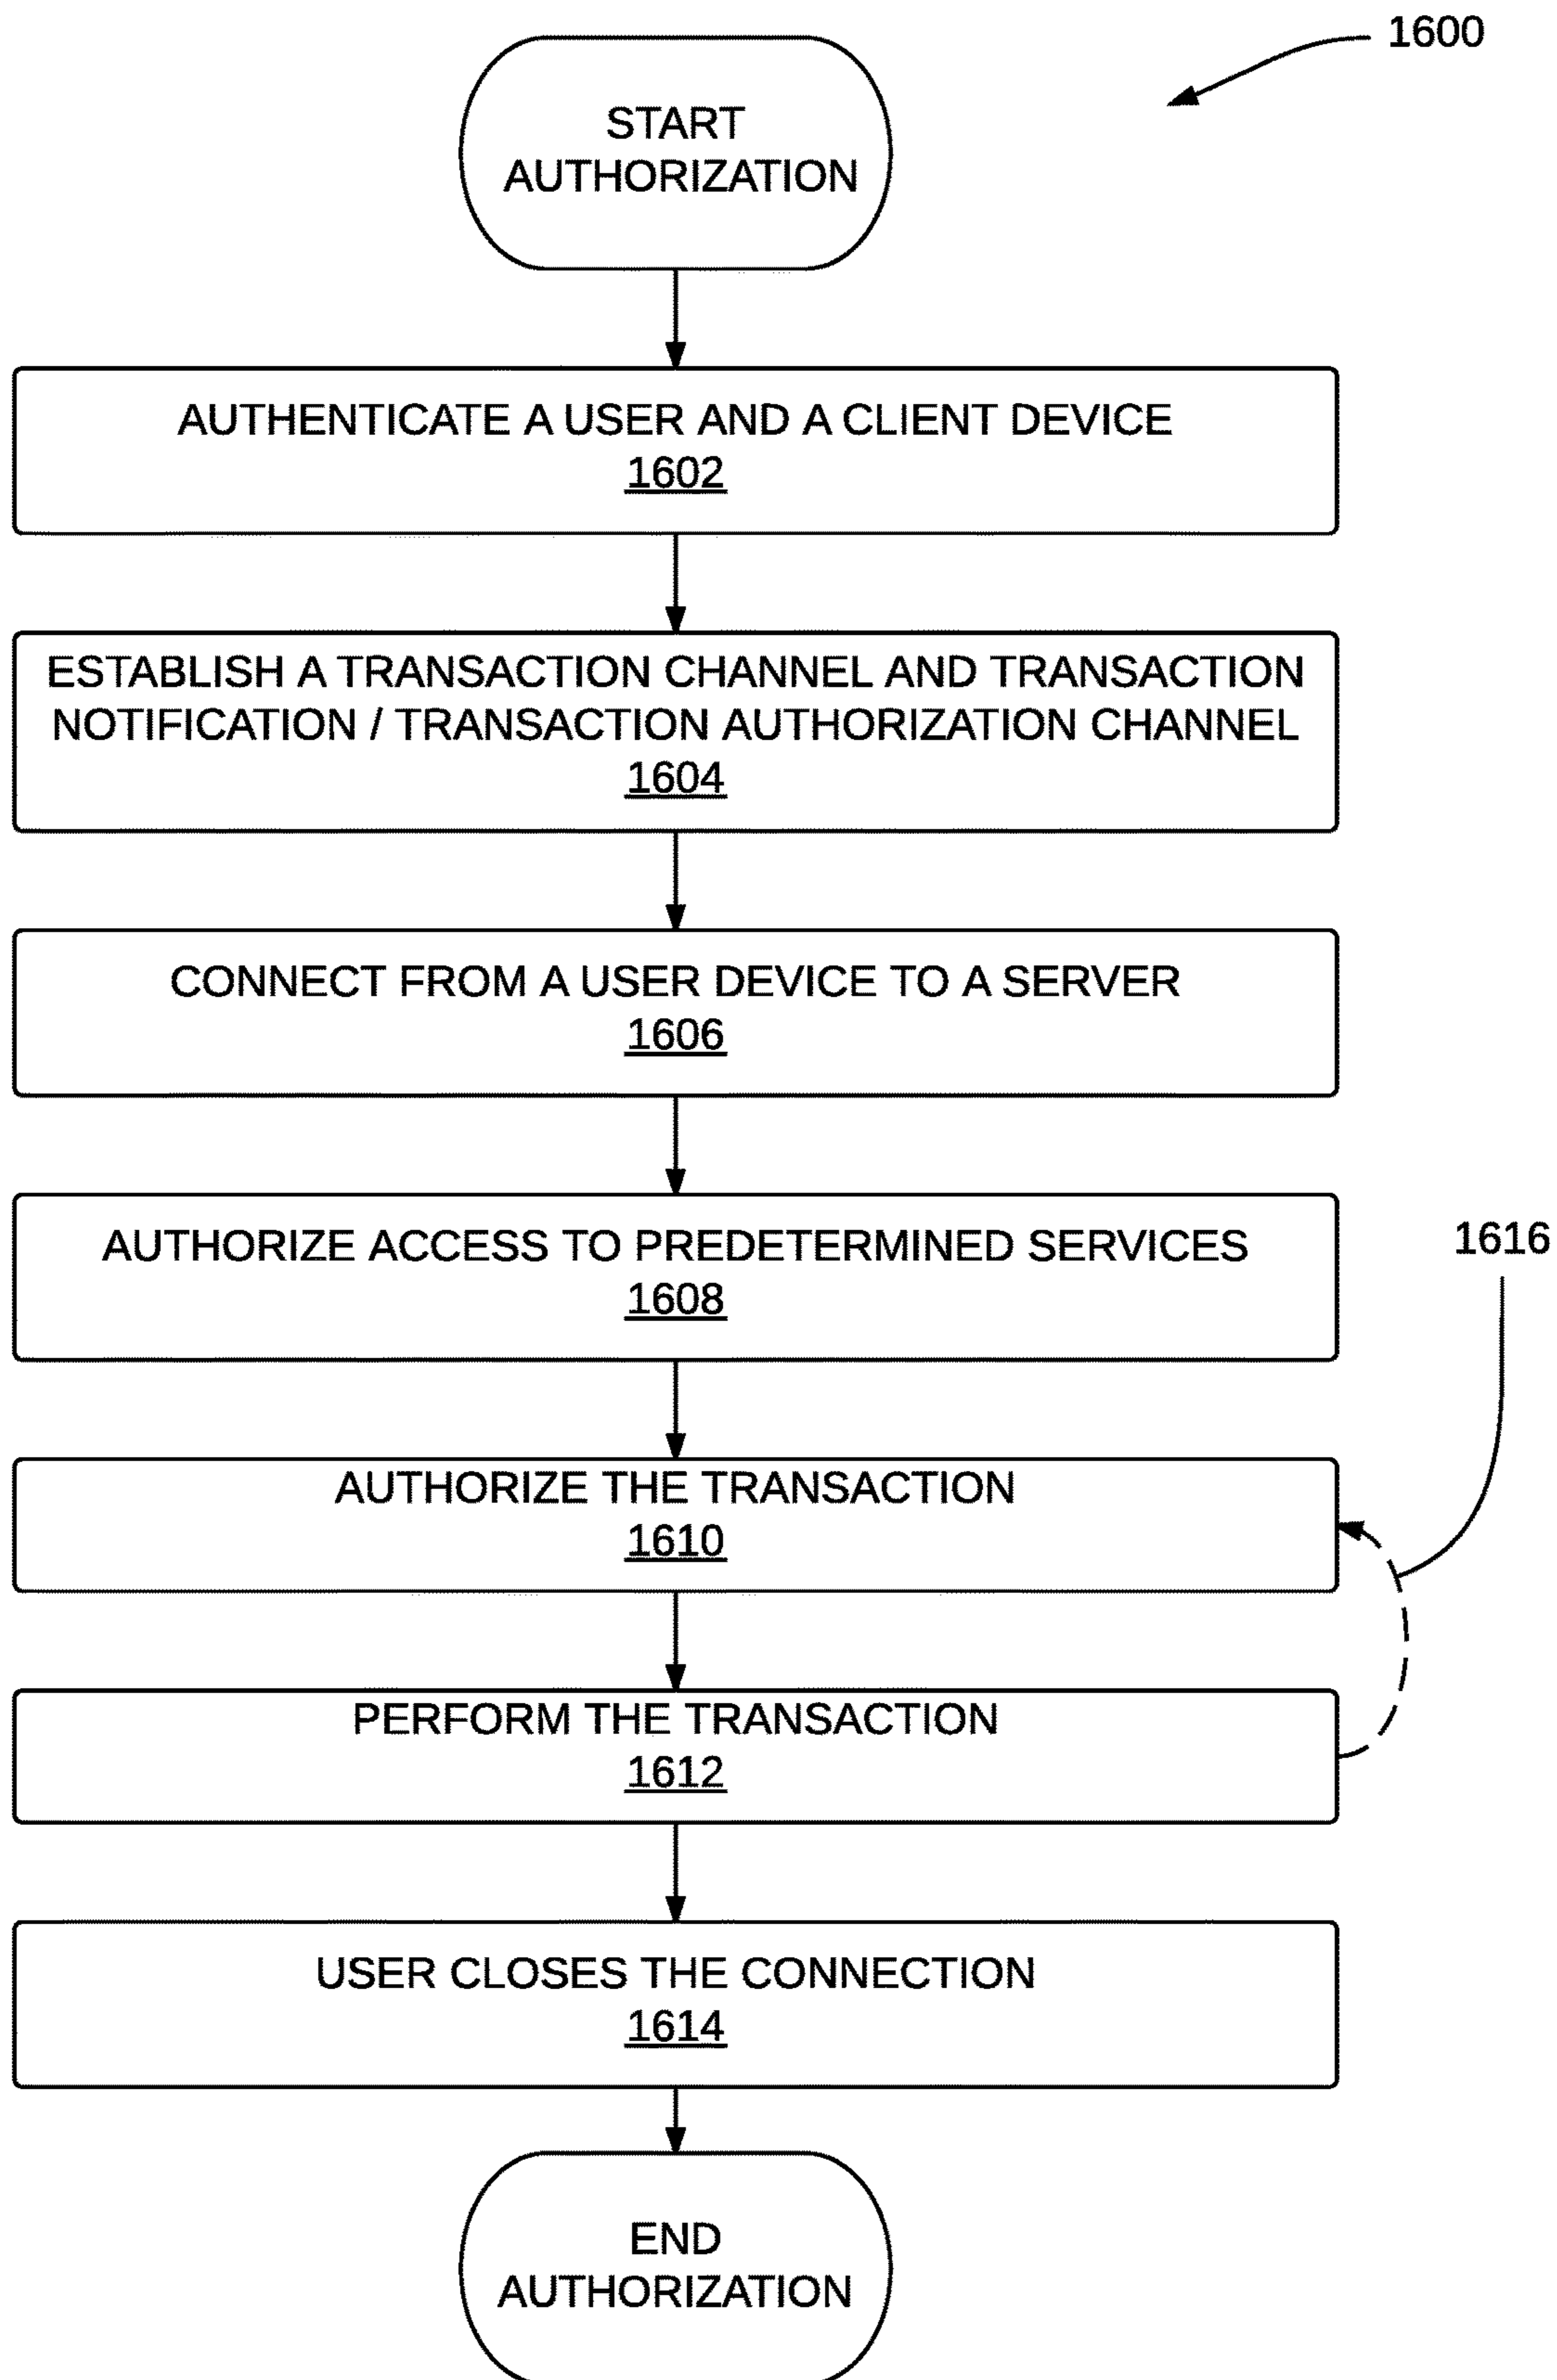 1600
START
AUTHORIZATION
AUTHENTICATE A USER AND A CLIENT DEVICE
1602
ESTABLISH A TRANSACTION CHANNEL AND TRANSACTION
NOTIFICATION / TRANSACTION AUTHORIZATION CHANNEL
1604
CONNECT FROM A USER DEVICE TO A SERVER
1606
AUTHORIZE ACCESS TO PREDETERMINED SERVICES
1608
1616
AUTHORIZE THE TRANSACTION
1610
PERFORM THE TRANSACTION
1612
USER CLOSES THE CONNECTION
1614
END
AUTHORIZATION